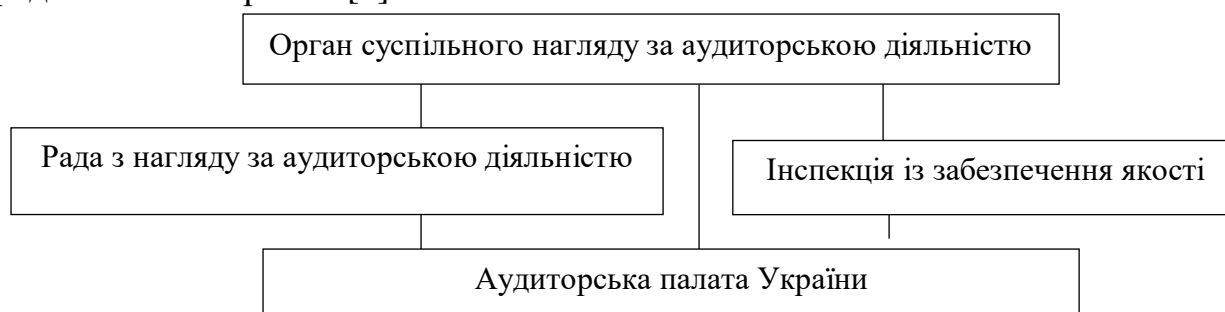 Орган суспільного нагляду за аудиторською діяльністю
Рада з нагляду за аудиторською діяльністю
Інспекція із забезпечення якості
Аудиторська палата України